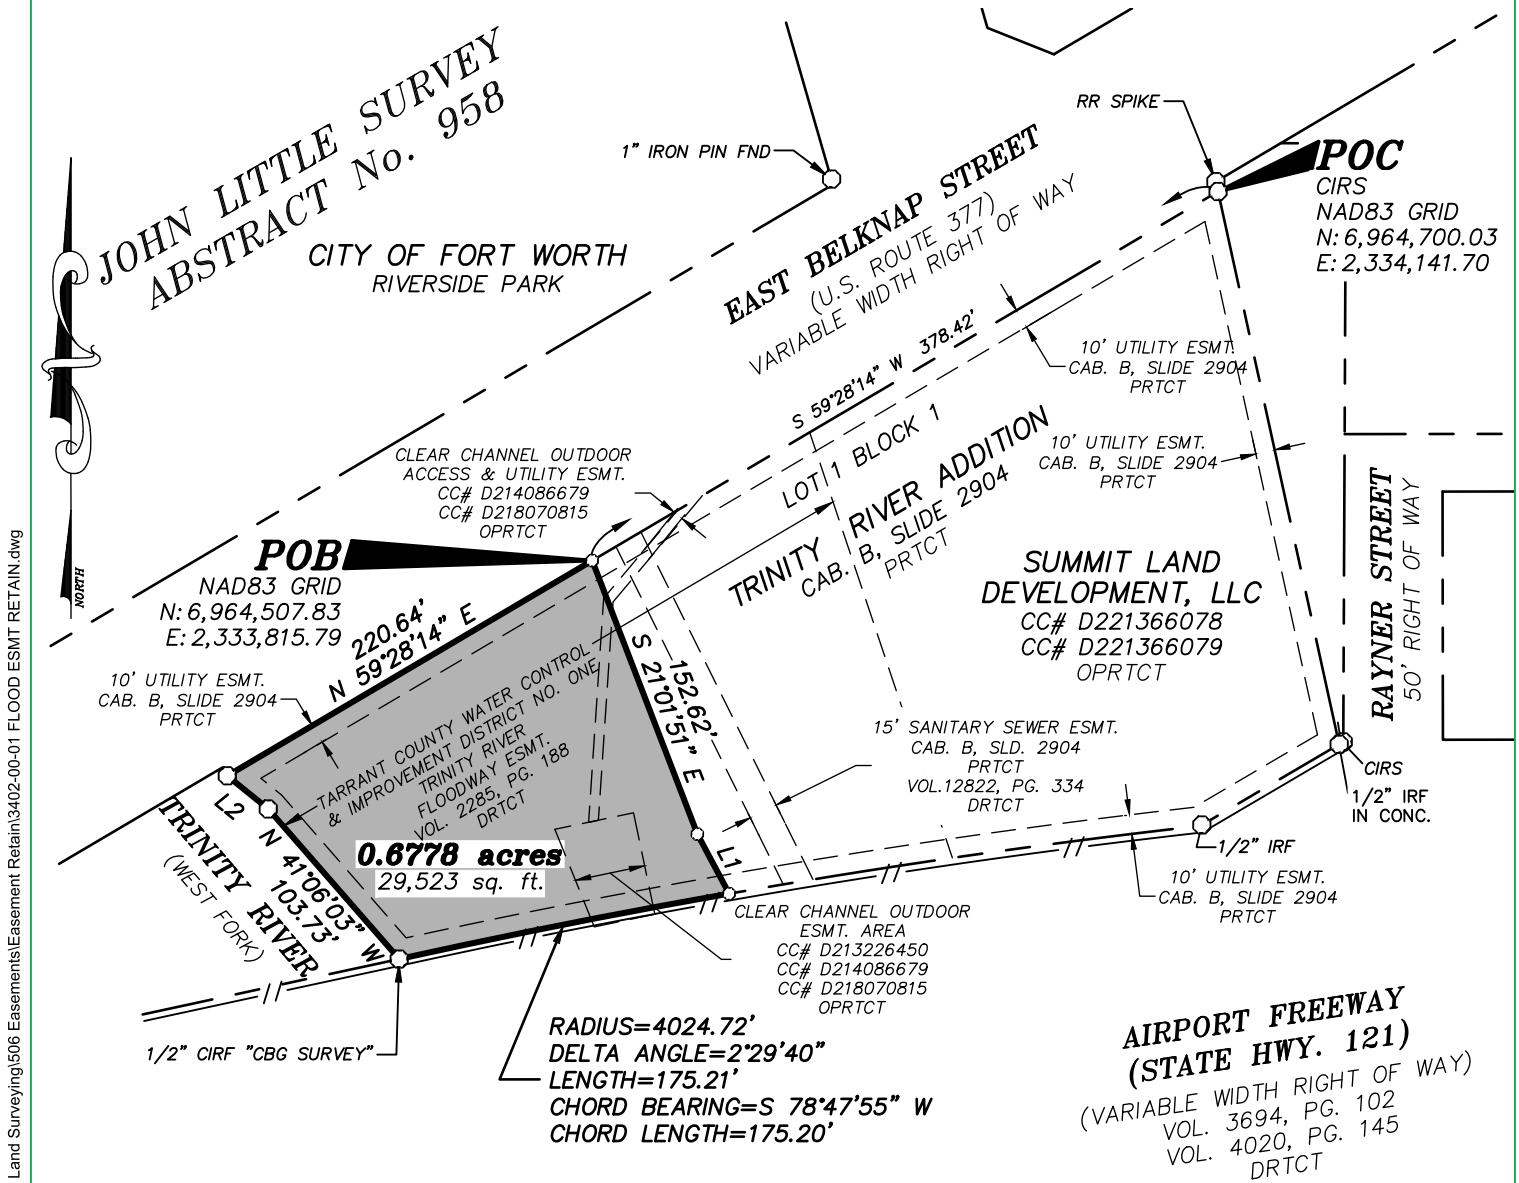 JOHN LITTLE SURVEY
ABSTRACT No. 958
CITY OF FORT WORTH
RIVERSIDE PARK
1" IRON PIN FND
RR SPIKE
POC
CIRS
NAD83 GRID
N: 6,964,700.03
E: 2,334,141.70
EAST BELKNAP STREET
(U.S. ROUTE 377)
VARIABLE WIDTH RIGHT OF WAY
S 59°28'14" W 378.42'
10' UTILITY ESMT.
CAB. B, SLIDE 2904
PRTCT
10' UTILITY ESMT.
CAB. B, SLIDE 2904
PRTCT
LOT 1 BLOCK 1
TRINITY RIVER ADDITION
CAB. B, SLIDE 2904
PRTCT
CLEAR CHANNEL OUTDOOR
ACCESS & UTILITY ESMT.
CC# D214086679
CC# D218070815
OPRTCT
POB
NAD83 GRID
N: 6,964,507.83
E: 2,333,815.79
NORTH
220.64'
N 59°28'14" E
10' UTILITY ESMT.
CAB. B, SLIDE 2904
PRTCT
SUMMIT LAND
DEVELOPMENT, LLC
CC# D221366078
CC# D221366079
OPRTCT
RAYNER STREET
50' RIGHT OF WAY
152.62'
S 21°01'51" E
TARRANT COUNTY WATER CONTROL
& IMPROVEMENT DISTRICT NO. ONE
TRINITY RIVER
FLOODWAY ESMT.
VOL. 2285, PG. 188
DRTCT
15' SANITARY SEWER ESMT.
CAB. B, SLD. 2904
PRTCT
VOL.12822, PG. 334
DRTCT
CIRS
1/2" IRF
IN CONC.
L2
N 41°06'03" W
103.73'
TRINITY RIVER
(WEST FORK)
0.6778 acres
29,523 sq. ft.
L1
1/2" IRF
10' UTILITY ESMT.
CAB. B, SLIDE 2904
PRTCT
CLEAR CHANNEL OUTDOOR
ESMT. AREA
CC# D213226450
CC# D214086679
CC# D218070815
OPRTCT
1/2" CIRF "CBG SURVEY"
RADIUS=4024.72'
DELTA ANGLE=2°29'40"
LENGTH=175.21'
CHORD BEARING=S 78°47'55" W
CHORD LENGTH=175.20'
AIRPORT FREEWAY
(STATE HWY. 121)
(VARIABLE WIDTH RIGHT OF WAY)
VOL. 3694, PG. 102
VOL. 4020, PG. 145
DRTCT
Land Surveying\506 Easements\Easement Retain\3402-00-01 FLOOD ESMT RETAIN.dwg